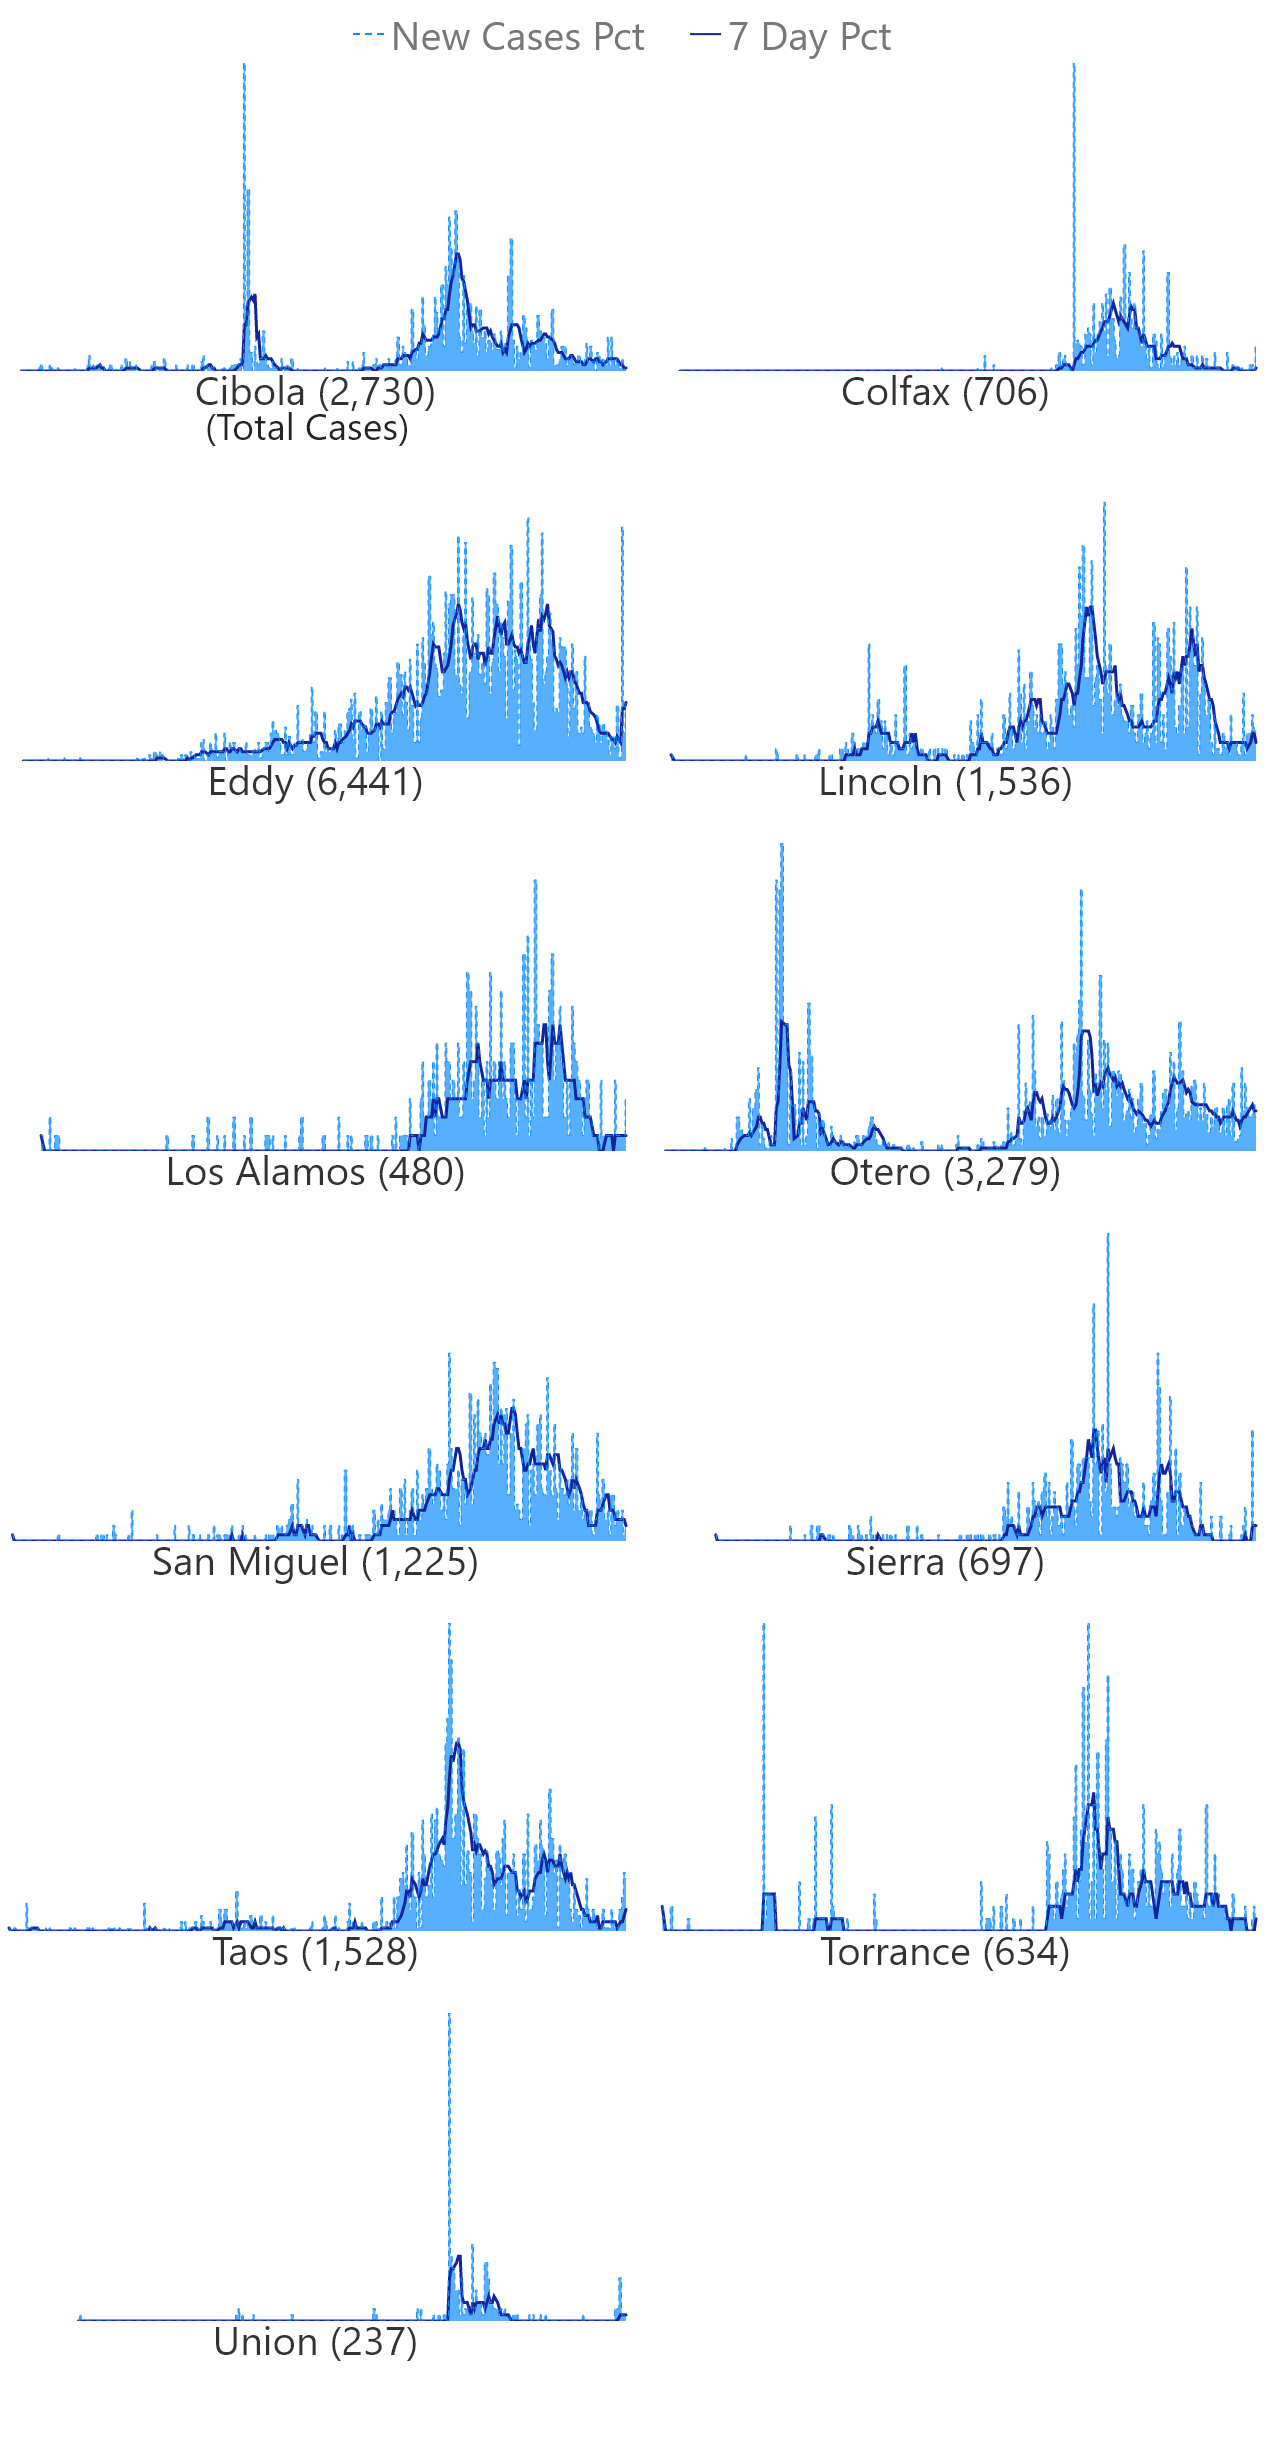 New Cases Pct 7 Day Pct
Cibola (2,730) Colfax (706)
(Total Cases)
Eddy (6,441) Lincoln (1,536)
Los Alamos (480) Otero (3,279)
San Miguel (1,225) Sierra (697)
Taos (1,528) Torrance (634)
Union (237)